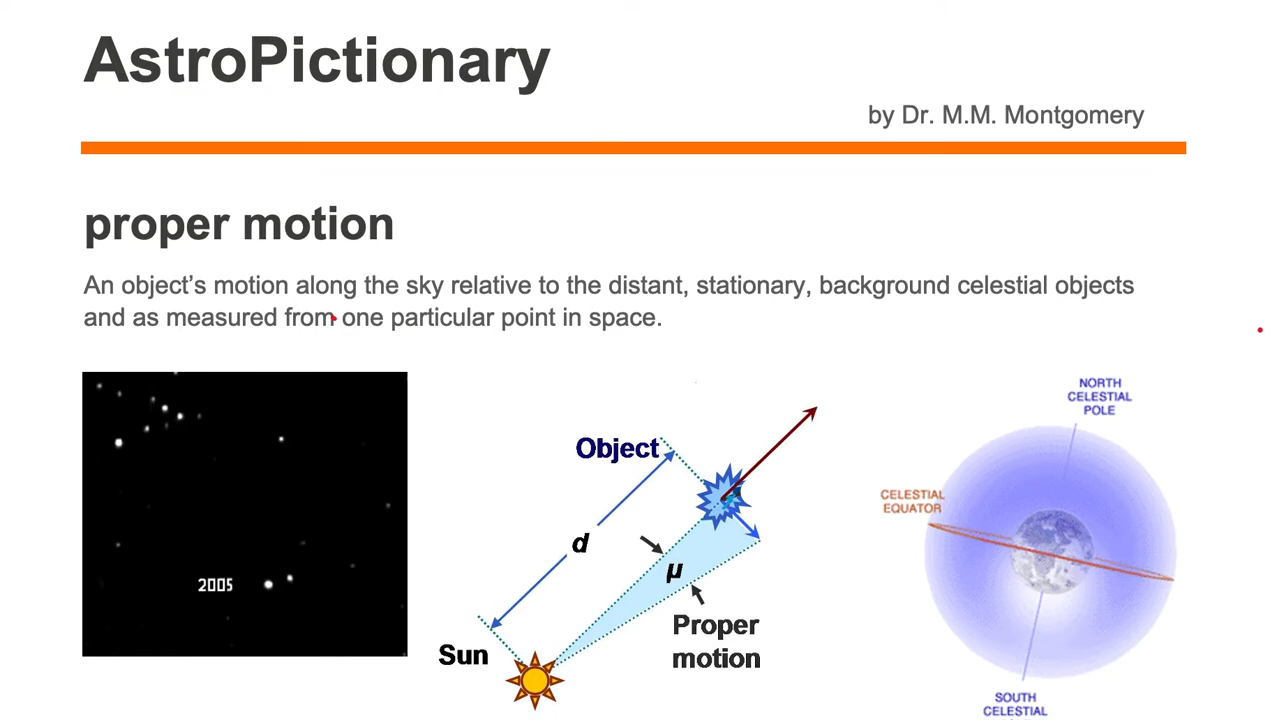 AstroPictionary
by Dr. M.M. Montgomery
proper motion
An object’s motion along the sky relative to the distant, stationary, background celestial objects
and as measured from one particular point in space.
2005
Object
d
μ
Proper
motion
Sun
NORTH
CELESTIAL
POLE
CELESTIAL
EQUATOR
SOUTH
CELESTIAL